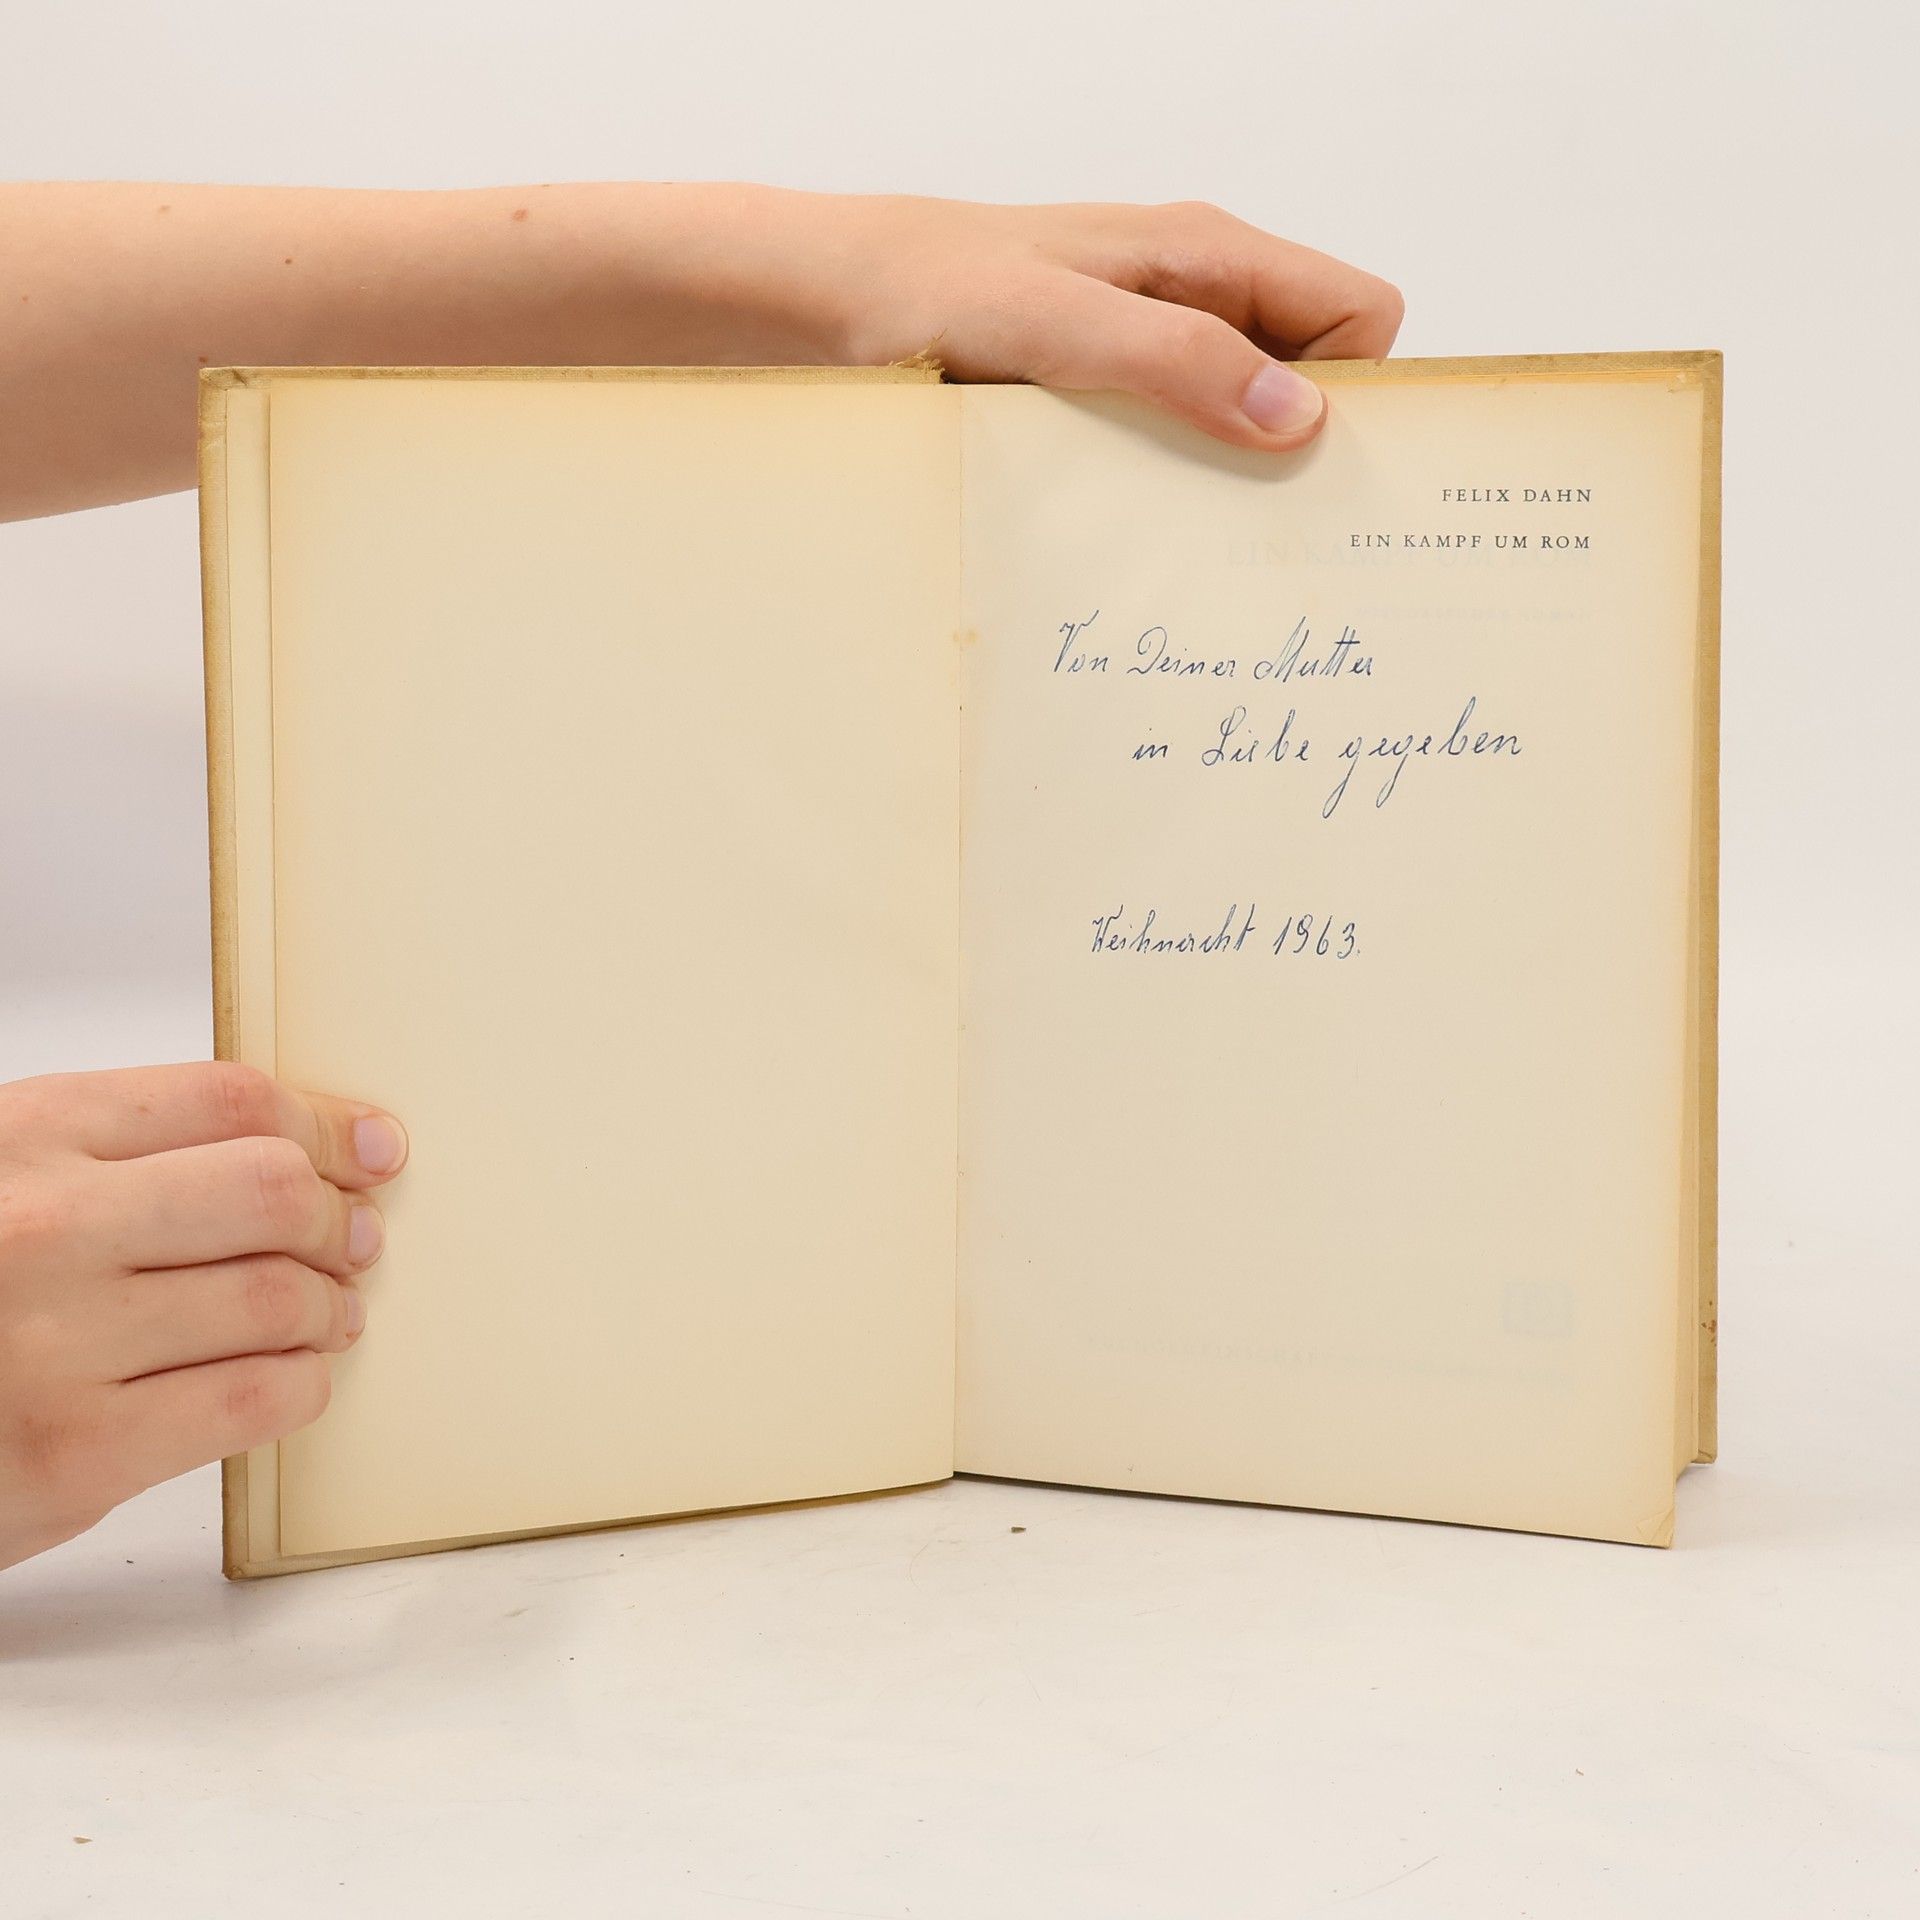 FELIX DAHN
EIN KAMPF UM ROM
Von Deiner Mutter
in Liebe gegeben
Weihnacht 1963.